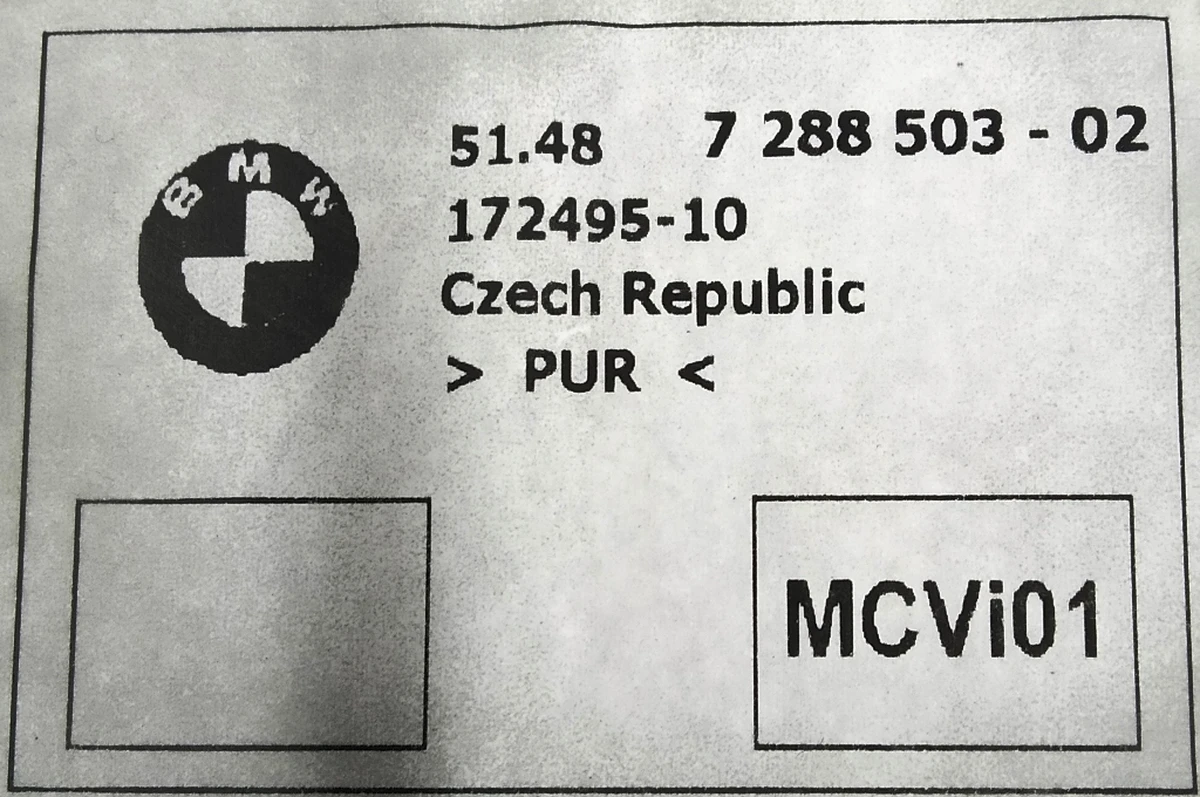 BMW
51.48 7 288 503 - 02
172495-10
Czech Republic
> PUR <
MCVi01